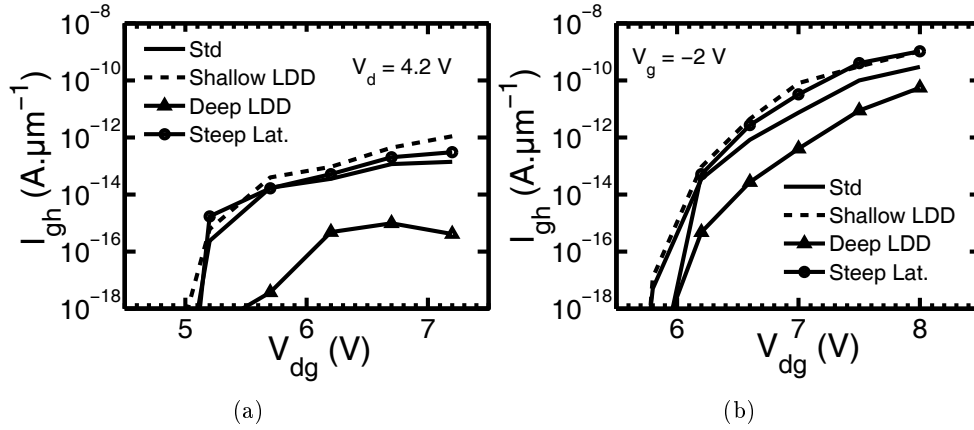 10⁻⁸
10⁻¹⁰
10⁻¹²
10⁻¹⁴
10⁻¹⁶
10⁻¹⁸
I_gh (A.µm⁻¹)
Std
Shallow LDD
Deep LDD
Steep Lat.
V_d = 4.2 V
5 6 7
V_dg (V)
(a)
10⁻⁸
10⁻¹⁰
10⁻¹²
10⁻¹⁴
10⁻¹⁶
10⁻¹⁸
I_gh (A.µm⁻¹)
V_g = −2 V
Std
Shallow LDD
Deep LDD
Steep Lat.
6 7 8
V_dg (V)
(b)